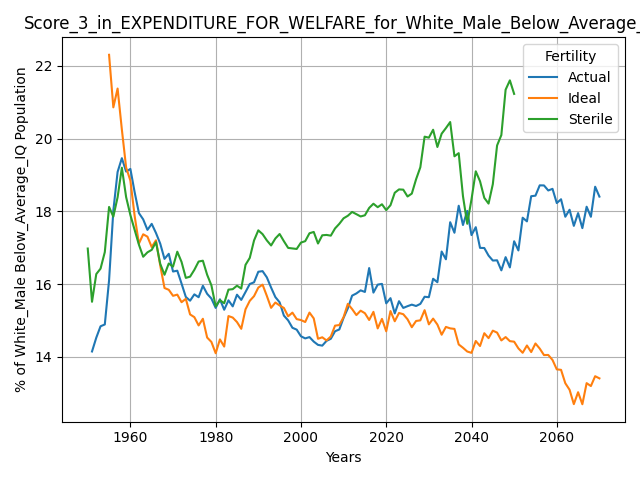 Score_3_in_EXPENDITURE_FOR_WELFARE_for_White_Male_Below_Average_
Fertility
Actual
Ideal
Sterile
% of White_Male Below_Average_IQ Population
22
20
18
16
14
1960
1980
2000
2020
2040
2060
Years